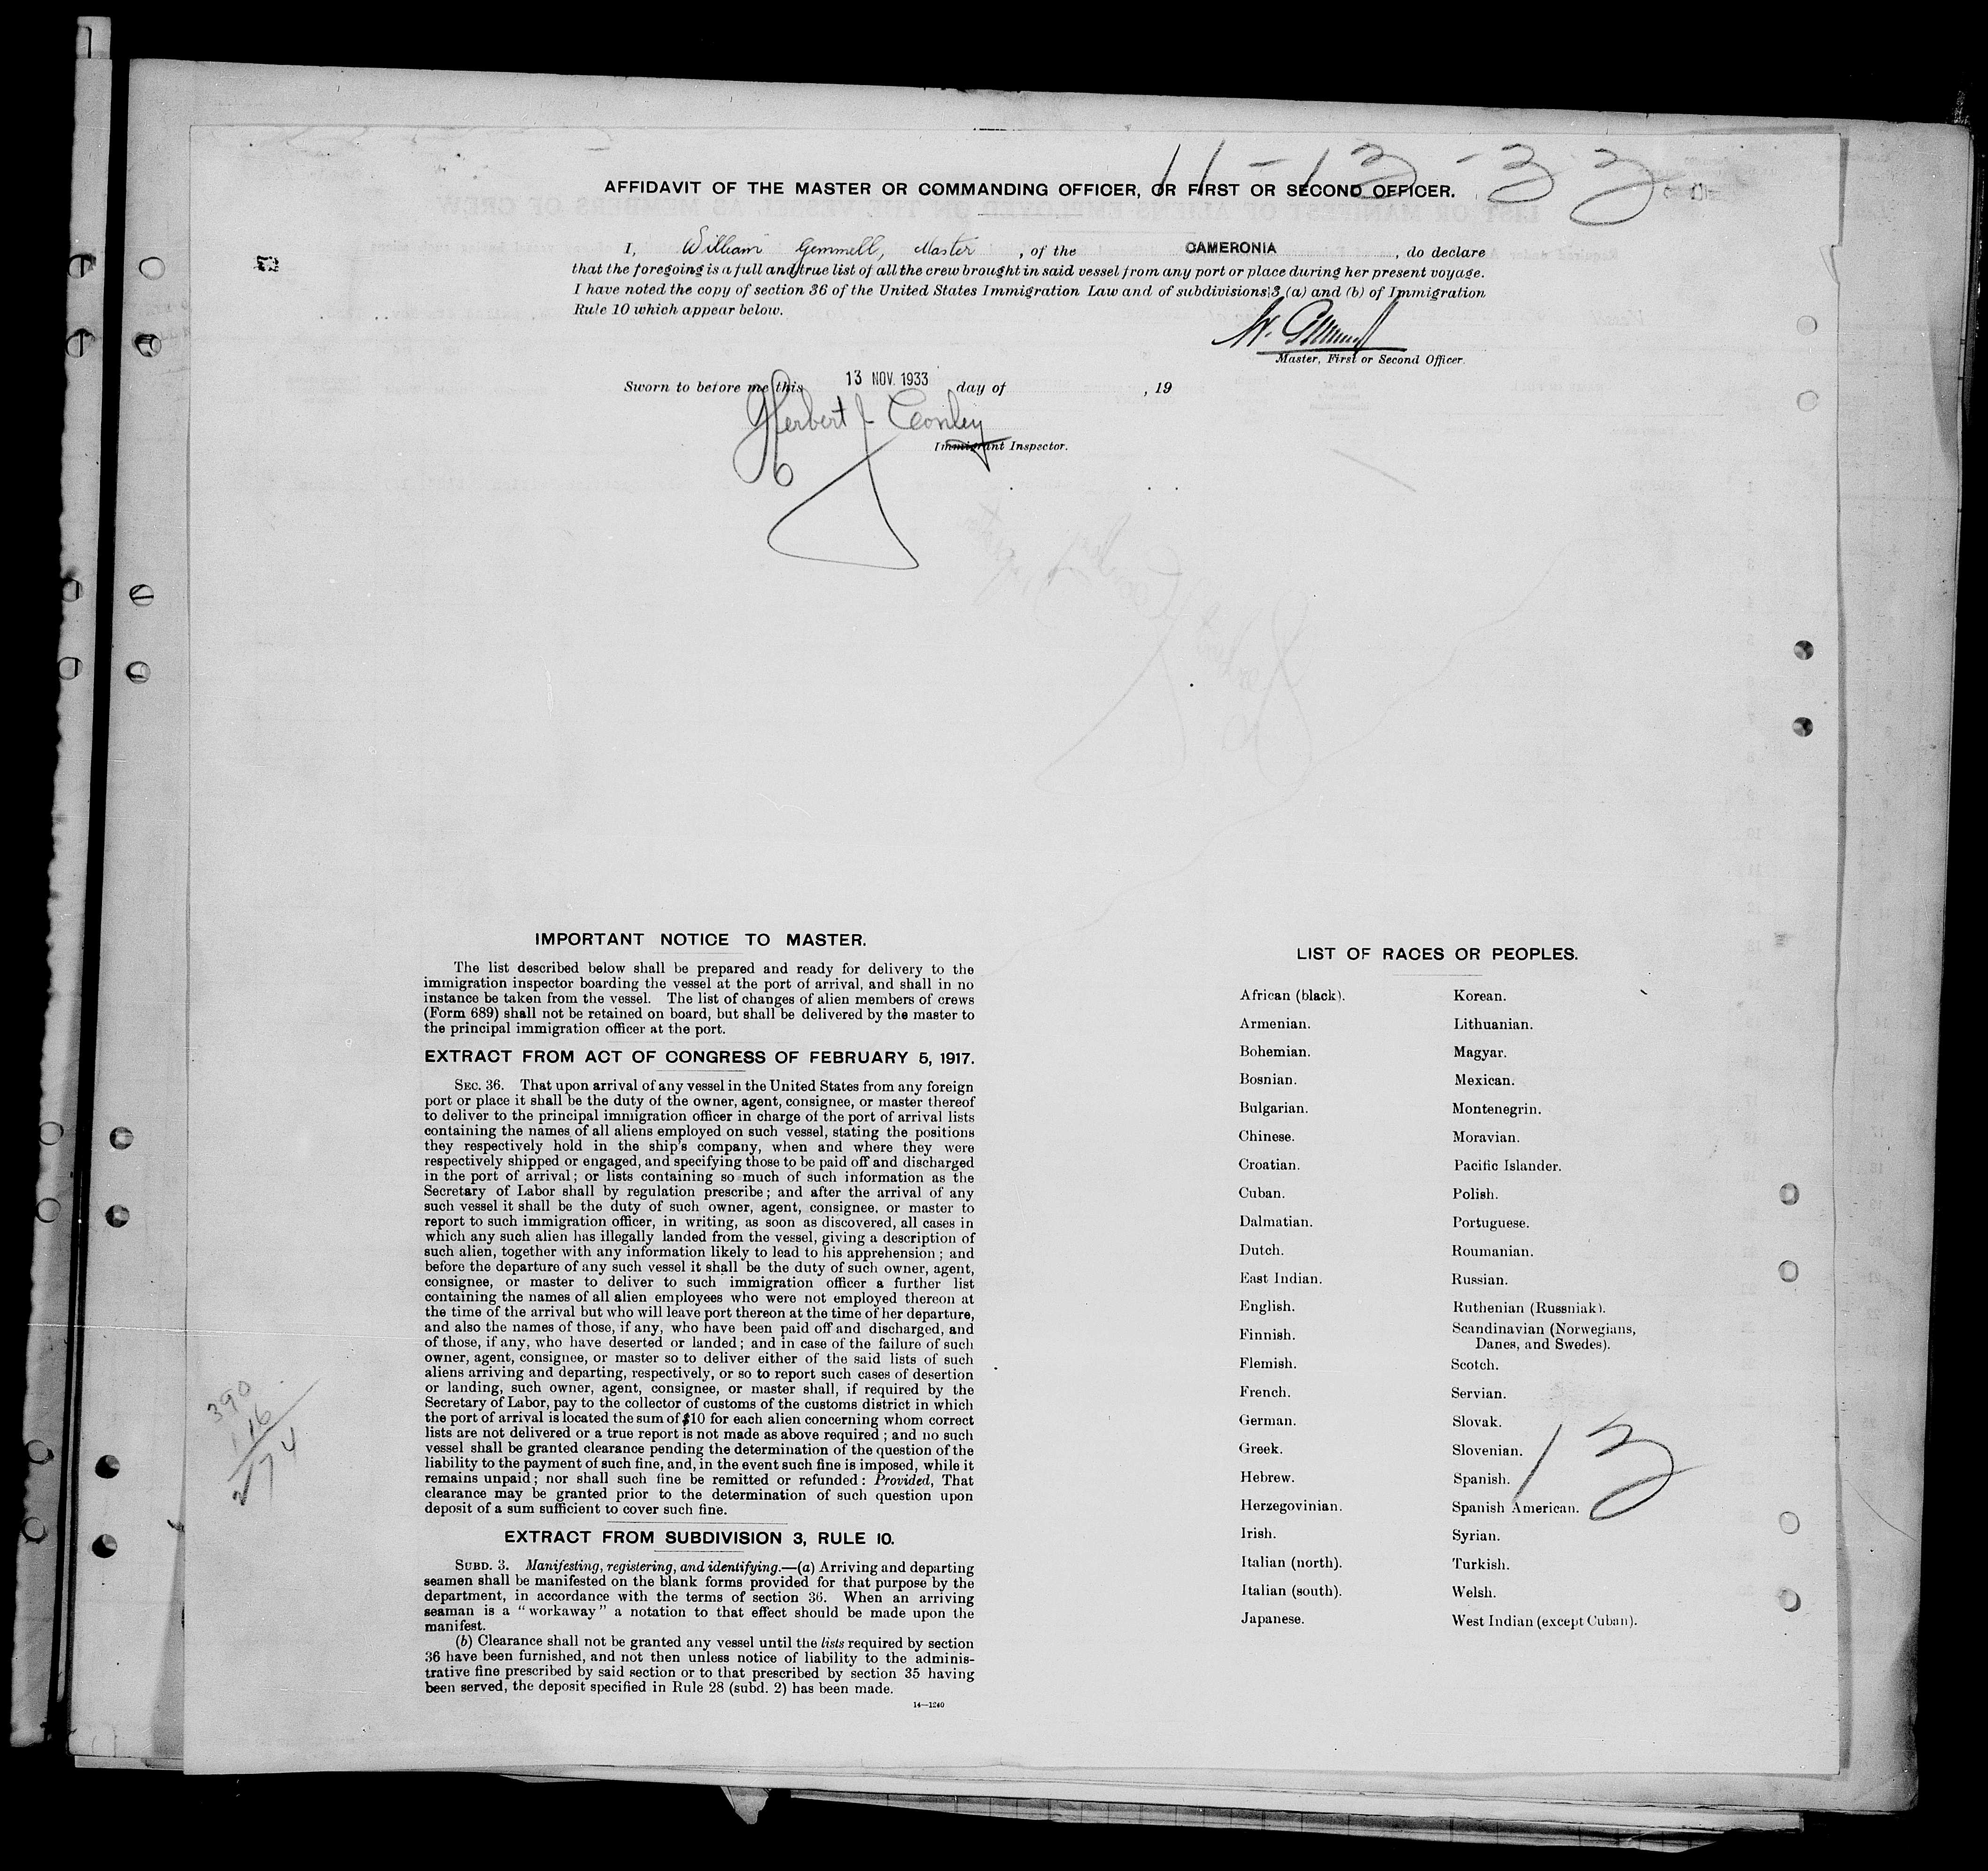 11-13-33
AFFIDAVIT OF THE MASTER OR COMMANDING OFFICER, OR FIRST OR SECOND OFFICER.
I, William Gemmell, Master, of the CAMERONIA, do declare
that the foregoing is a full and true list of all the crew brought in said vessel from any port or place during her present voyage.
I have noted the copy of section 36 of the United States Immigration Law and of subdivisions 3 (a) and (b) of Immigration
Rule 10 which appear below.
W. Gemmell
Master, First or Second Officer.
Sworn to before me this 13 NOV. 1933 day of , 19
Herbert J Conley
Immigrant Inspector.
IMPORTANT NOTICE TO MASTER.
The list described below shall be prepared and ready for delivery to the
immigration inspector boarding the vessel at the port of arrival, and shall in no
instance be taken from the vessel. The list of changes of alien members of crews
(Form 689) shall not be retained on board, but shall be delivered by the master to
the principal immigration officer at the port.
EXTRACT FROM ACT OF CONGRESS OF FEBRUARY 5, 1917.
SEC. 36. That upon arrival of any vessel in the United States from any foreign
port or place it shall be the duty of the owner, agent, consignee, or master thereof
to deliver to the principal immigration officer in charge of the port of arrival lists
containing the names of all aliens employed on such vessel, stating the positions
they respectively hold in the ship's company, when and where they were
respectively shipped or engaged, and specifying those to be paid off and discharged
in the port of arrival; or lists containing so much of such information as the
Secretary of Labor shall by regulation prescribe; and after the arrival of any
such vessel it shall be the duty of such owner, agent, consignee, or master to
report to such immigration officer, in writing, as soon as discovered, all cases in
which any such alien has illegally landed from the vessel, giving a description of
such alien, together with any information likely to lead to his apprehension; and
before the departure of any such vessel it shall be the duty of such owner, agent,
consignee, or master to deliver to such immigration officer a further list
containing the names of all alien employees who were not employed thereon at
the time of the arrival but who will leave port thereon at the time of her departure,
and also the names of those, if any, who have been paid off and discharged, and
of those, if any, who have deserted or landed; and in case of the failure of such
owner, agent, consignee, or master so to deliver either of the said lists of such
aliens arriving and departing, respectively, or so to report such cases of desertion
or landing, such owner, agent, consignee, or master shall, if required by the
Secretary of Labor, pay to the collector of customs of the customs district in which
the port of arrival is located the sum of $10 for each alien concerning whom correct
lists are not delivered or a true report is not made as above required; and no such
vessel shall be granted clearance pending the determination of the question of the
liability to the payment of such fine, and, in the event such fine is imposed, while it
remains unpaid; nor shall such fine be remitted or refunded: Provided, That
clearance may be granted prior to the determination of such question upon
deposit of a sum sufficient to cover such fine.
EXTRACT FROM SUBDIVISION 3, RULE 10.
SUBD. 3. Manifesting, registering, and identifying.—(a) Arriving and departing
seamen shall be manifested on the blank forms provided for that purpose by the
department, in accordance with the terms of section 36. When an arriving
seaman is a "workaway" a notation to that effect should be made upon the
manifest.
(b) Clearance shall not be granted any vessel until the lists required by section
36 have been furnished, and not then unless notice of liability to the adminis-
trative fine prescribed by said section or to that prescribed by section 35 having
been served, the deposit specified in Rule 28 (subd. 2) has been made.
14—1240
390
116
274
LIST OF RACES OR PEOPLES.
African (black).
Armenian.
Bohemian.
Bosnian.
Bulgarian.
Chinese.
Croatian.
Cuban.
Dalmatian.
Dutch.
East Indian.
English.
Finnish.
Flemish.
French.
German.
Greek.
Hebrew.
Herzegovinian.
Irish.
Italian (north).
Italian (south).
Japanese.
Korean.
Lithuanian.
Magyar.
Mexican.
Montenegrin.
Moravian.
Pacific Islander.
Polish.
Portuguese.
Roumanian.
Russian.
Ruthenian (Russniak).
Scandinavian (Norwegians,
Danes, and Swedes).
Scotch.
Servian.
Slovak.
Slovenian.
Spanish.
Spanish American.
Syrian.
Turkish.
Welsh.
West Indian (except Cuban).
13